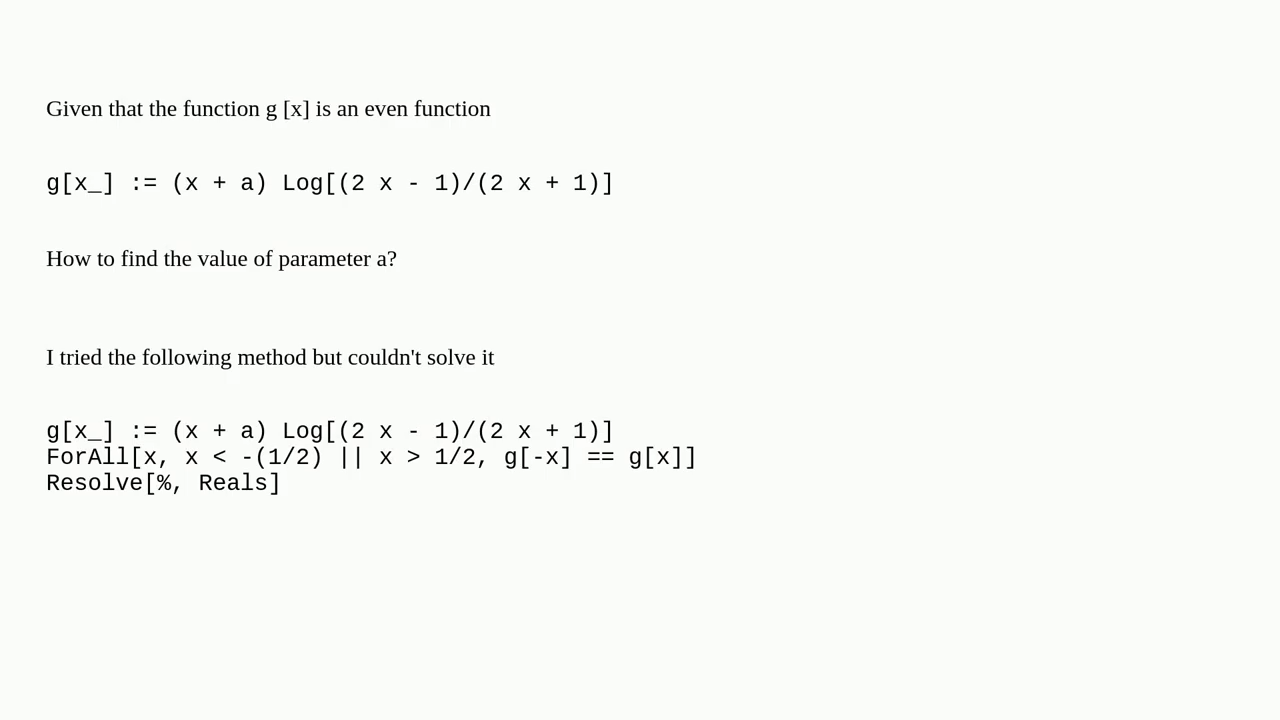 Given that the function g [x] is an even function
g[x_] := (x + a) Log[(2 x - 1)/(2 x + 1)]
How to find the value of parameter a?
I tried the following method but couldn't solve it
g[x_] := (x + a) Log[(2 x - 1)/(2 x + 1)]
ForAll[x, x < -(1/2) || x > 1/2, g[-x] == g[x]]
Resolve[%, Reals]